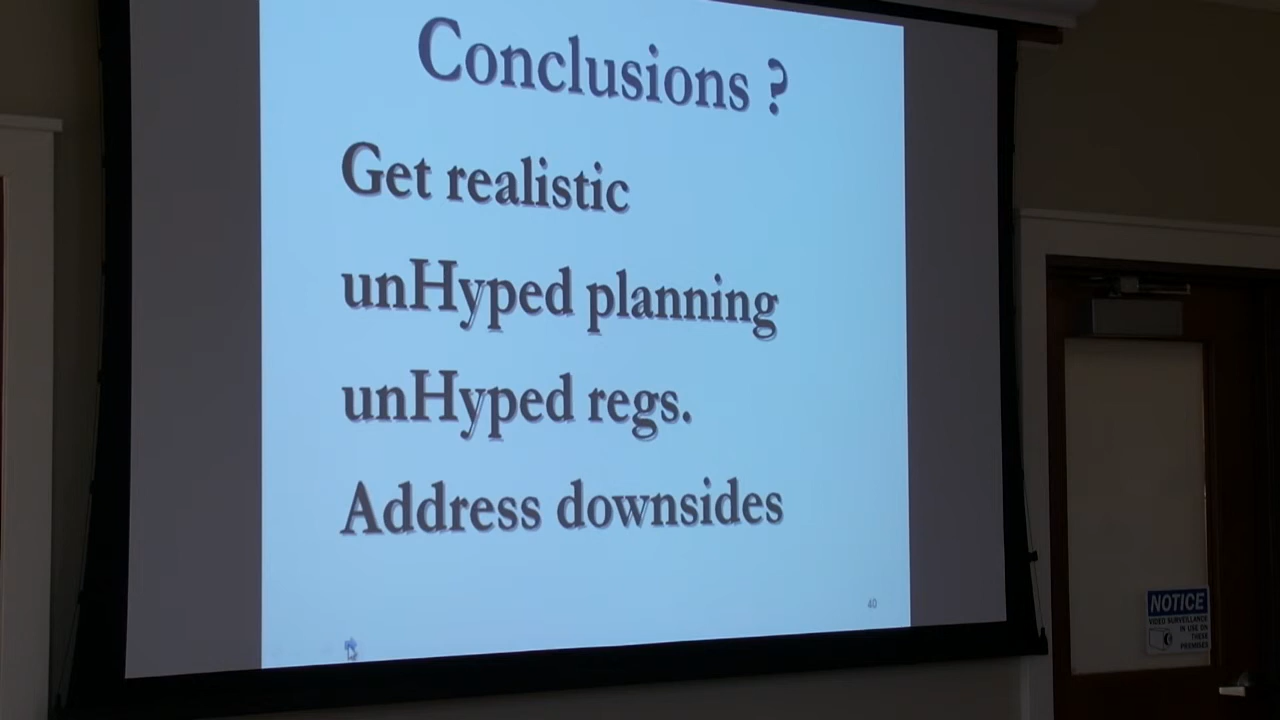 Conclusions ?
Get realistic
unHyped planning
unHyped regs.
Address downsides
40
NOTICE
VIDEO SURVEILLANCE
IN USE ON
THESE
PREMISES